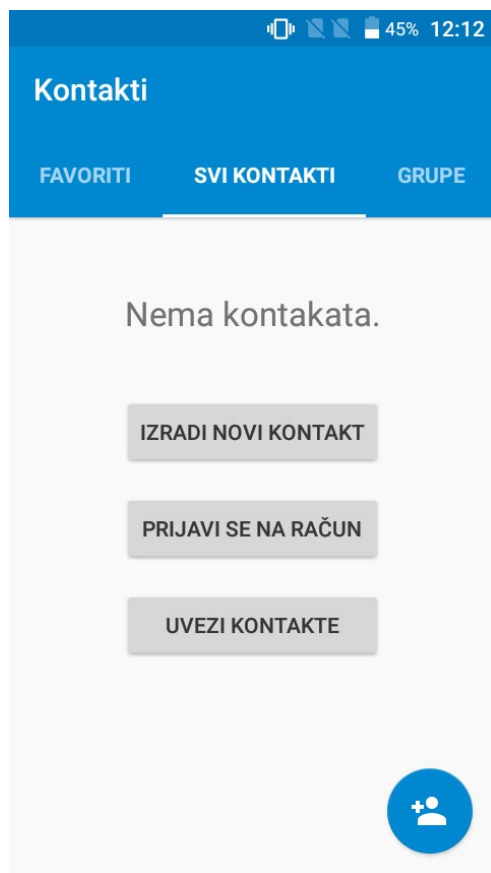 45% 12:12
Kontakti
FAVORITI SVI KONTAKTI GRUPE
Nema kontakata.
IZRADI NOVI KONTAKT
PRIJAVI SE NA RAČUN
UVEZI KONTAKTE